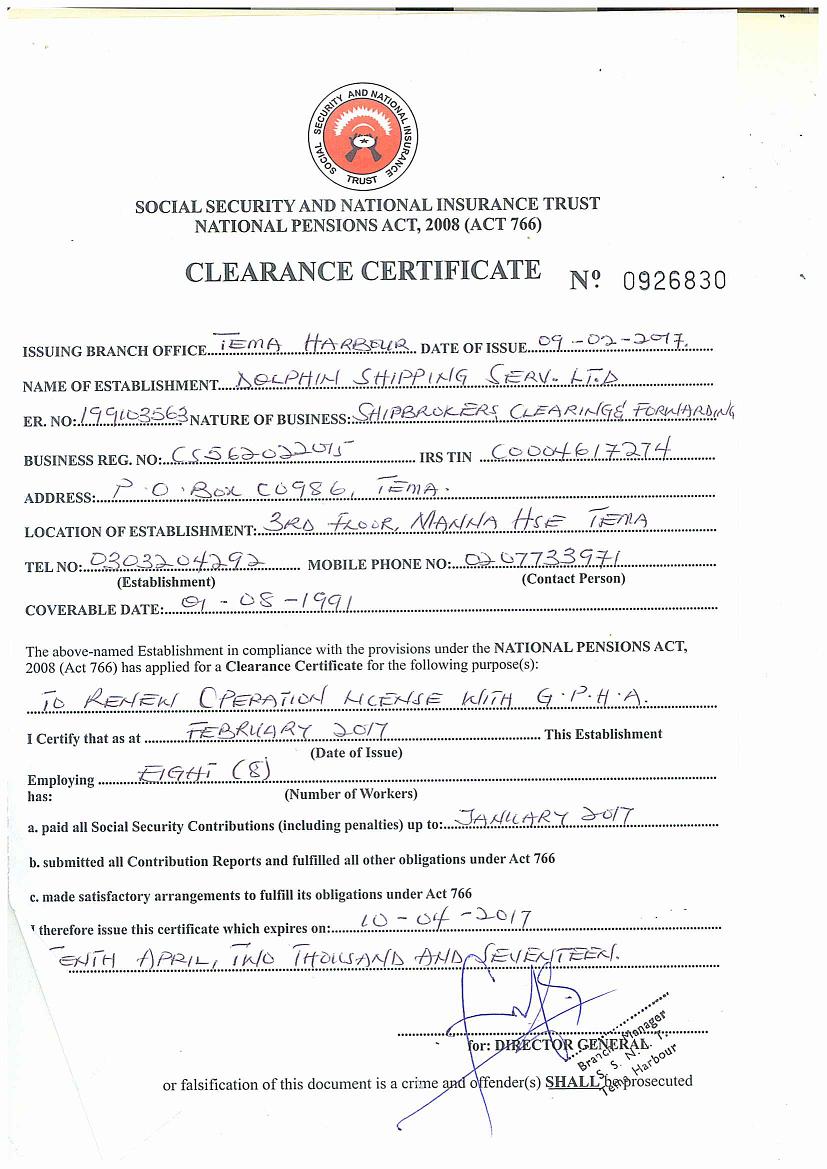 SOCIAL SECURITY AND NATIONAL INSURANCE TRUST
SOCIAL SECURITY AND NATIONAL INSURANCE TRUST
NATIONAL PENSIONS ACT, 2008 (ACT 766)
CLEARANCE CERTIFICATE Nº 0926830
ISSUING BRANCH OFFICE TEMA HARBOUR DATE OF ISSUE 09-02-2017.
NAME OF ESTABLISHMENT DOLPHIN SHIPPING SERV. LTD
ER. NO: 199103563 NATURE OF BUSINESS: SHIPBROKERS CLEARING & FORWARDING
BUSINESS REG. NO: CS562022015 IRS TIN C0004617274
ADDRESS: P.O. BOX CO986, TEMA.
LOCATION OF ESTABLISHMENT: 3RD FLOOR, MANNA HSE TEMA
TEL NO: 0303204292 MOBILE PHONE NO: 0207733971
(Establishment) (Contact Person)
COVERABLE DATE: 01-08-1991
The above-named Establishment in compliance with the provisions under the NATIONAL PENSIONS ACT,
2008 (Act 766) has applied for a Clearance Certificate for the following purpose(s):
TO RENEW OPERATION LICENSE WITH G.P.H.A.
I Certify that as at FEBRUARY 2017 This Establishment
(Date of Issue)
Employing EIGHT (8)
has: (Number of Workers)
a. paid all Social Security Contributions (including penalties) up to: JANUARY 2017
b. submitted all Contribution Reports and fulfilled all other obligations under Act 766
c. made satisfactory arrangements to fulfill its obligations under Act 766
I therefore issue this certificate which expires on: 10-04-2017
TENTH APRIL, TWO THOUSAND AND SEVENTEEN.
for: DIRECTOR GENERAL
Branch Manager
S. S. N. I. T.
Tema Harbour
or falsification of this document is a crime and offender(s) SHALL be prosecuted